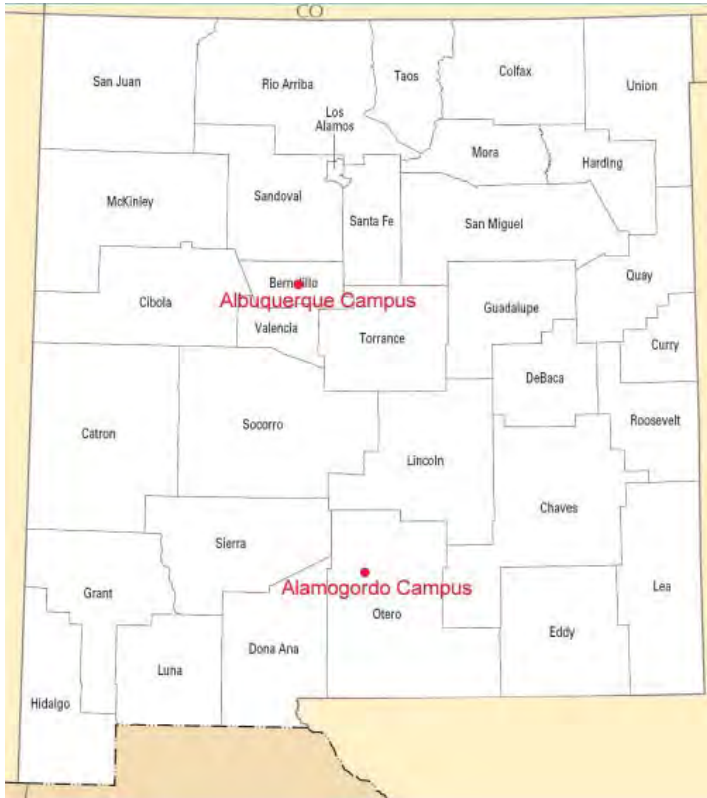 CO
San Juan
Rio Arriba
Taos
Colfax
Union
Los
Alamos
Mora
Harding
McKinley
Sandoval
Santa Fe
San Miguel
Quay
Bernalillo
Albuquerque Campus
Cibola
Valencia
Torrance
Guadalupe
Curry
DeBaca
Roosevelt
Catron
Socorro
Lincoln
Chaves
Sierra
Alamogordo Campus
Grant
Otero
Lea
Eddy
Dona Ana
Luna
Hidalgo